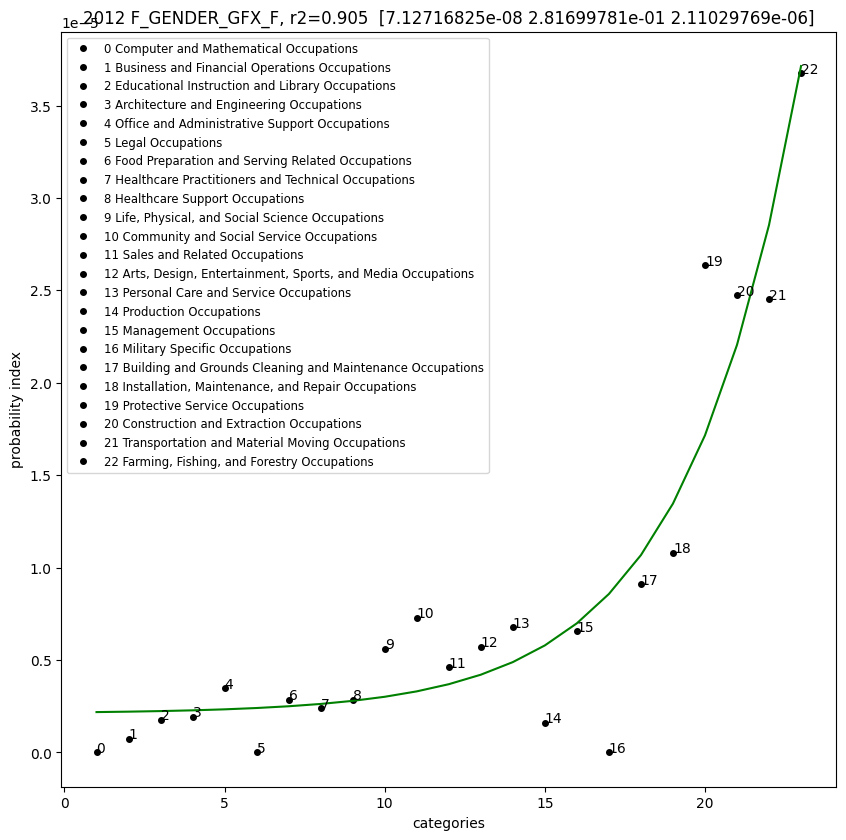 2012 F_GENDER_GFX_F, r2=0.905 [7.12716825e-08 2.81699781e-01 2.11029769e-06]
1e−5
0 Computer and Mathematical Occupations
1 Business and Financial Operations Occupations
2 Educational Instruction and Library Occupations
3 Architecture and Engineering Occupations
4 Office and Administrative Support Occupations
5 Legal Occupations
6 Food Preparation and Serving Related Occupations
7 Healthcare Practitioners and Technical Occupations
8 Healthcare Support Occupations
9 Life, Physical, and Social Science Occupations
10 Community and Social Service Occupations
11 Sales and Related Occupations
12 Arts, Design, Entertainment, Sports, and Media Occupations
13 Personal Care and Service Occupations
14 Production Occupations
15 Management Occupations
16 Military Specific Occupations
17 Building and Grounds Cleaning and Maintenance Occupations
18 Installation, Maintenance, and Repair Occupations
19 Protective Service Occupations
20 Construction and Extraction Occupations
21 Transportation and Material Moving Occupations
22 Farming, Fishing, and Forestry Occupations
probability index
3.5
3.0
2.5
2.0
1.5
1.0
0.5
0.0
0
1
2
3
4
5
6
7
8
9
10
11
12
13
14
15
16
17
18
19
20
21
22
0 5 10 15 20
categories